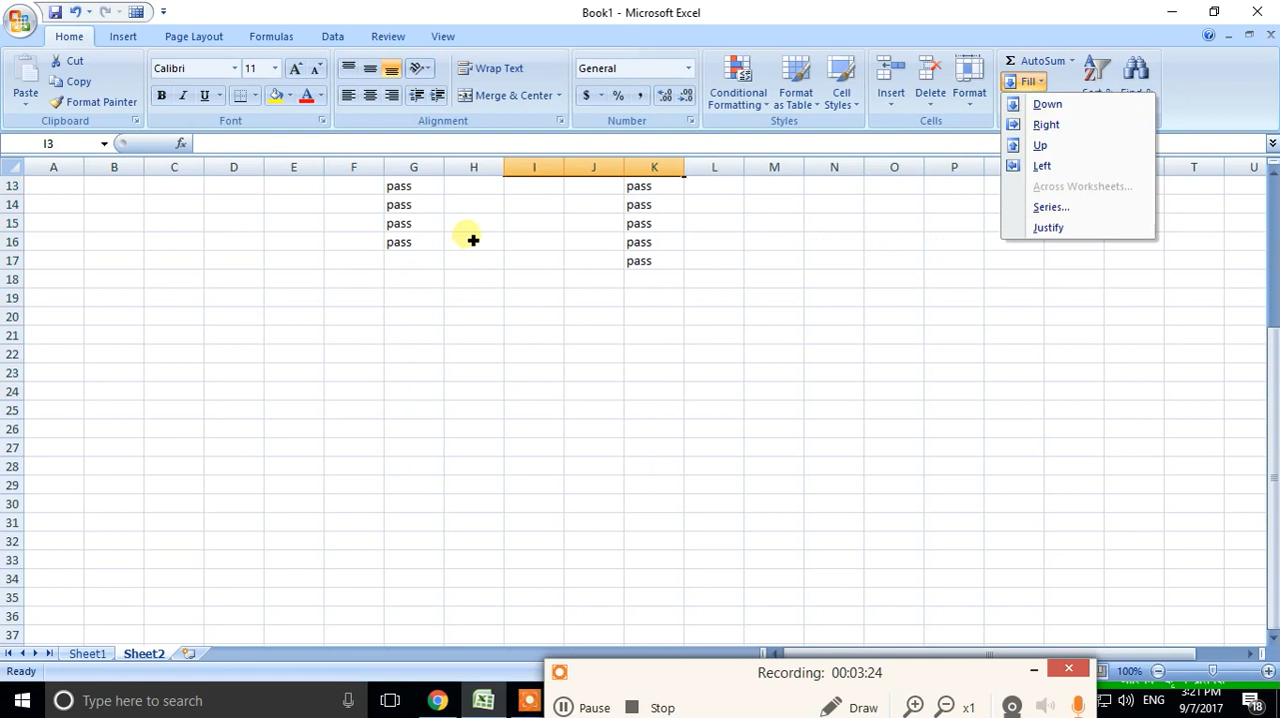 Book1 - Microsoft Excel
Home Insert Page Layout Formulas Data Review View
Cut
Copy
Format Painter
Paste
Clipboard
Calibri 11
B I U
Font
Wrap Text
Merge & Center
Alignment
General
$ % ,
Number
Conditional Formatting
Format as Table
Cell Styles
Styles
Insert
Delete
Format
Cells
Σ AutoSum
Fill
Down
Right
Up
Left
Across Worksheets...
Series...
Justify
I3 fx
A B C D E F G H I J K L M N O P T U
13 pass pass
14 pass pass
15 pass pass
16 pass pass
17 pass
18
19
20
21
22
23
24
25
26
27
28
29
30
31
32
33
34
35
36
37
Sheet1 Sheet2
Ready
100%
Recording: 00:03:24
Pause Stop Draw x1
Type here to search
ENG
3:21 PM
9/7/2017
18